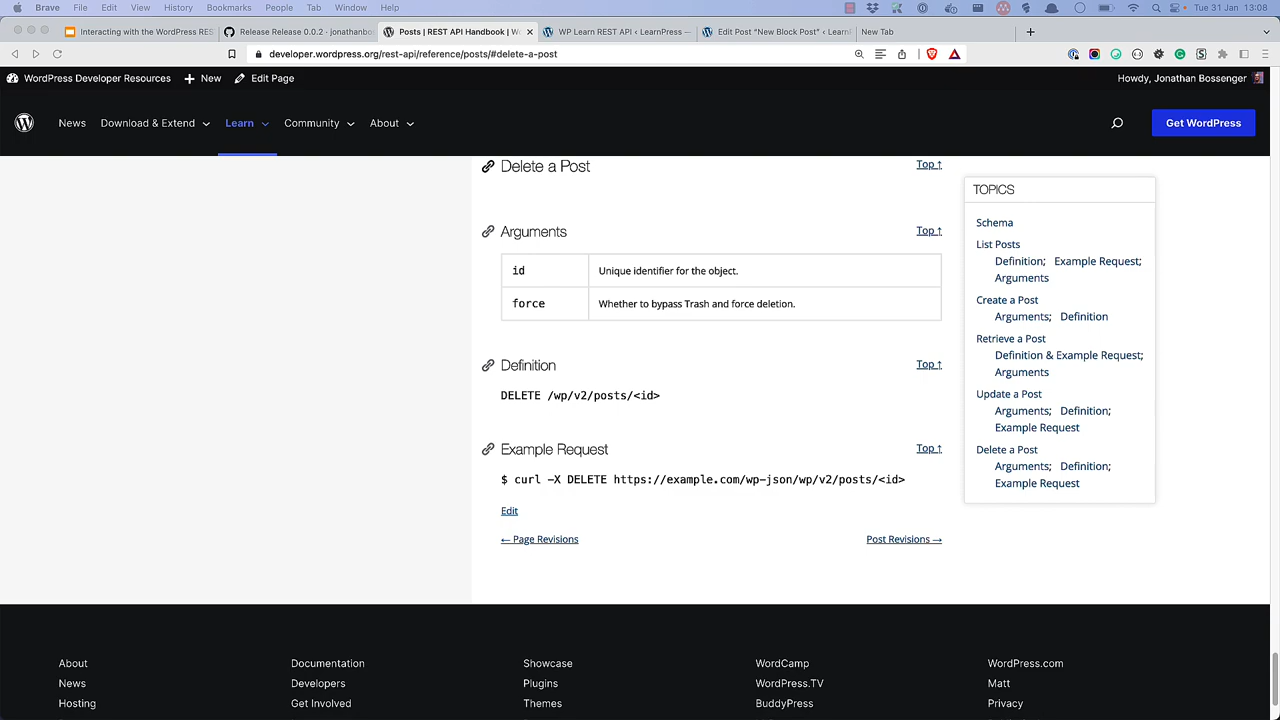 Brave File Edit View History Bookmarks People Tab Window Help Tue 31 Jan 13:08
Interacting with the WordPress RES Release Release 0.0.2 · jonathanbos Posts | REST API Handbook | W WP Learn REST API ‹ LearnPress — Edit Post "New Block Post" ‹ Learn New Tab
developer.wordpress.org/rest-api/reference/posts/#delete-a-post
WordPress Developer Resources New Edit Page Howdy, Jonathan Bossenger
News Download & Extend Learn Community About Get WordPress
Delete a Post Top ↑
TOPICS
Schema
List Posts
Definition; Example Request;
Arguments
Create a Post
Arguments; Definition
Retrieve a Post
Definition & Example Request;
Arguments
Update a Post
Arguments; Definition;
Example Request
Delete a Post
Arguments; Definition;
Example Request
Arguments Top ↑
id Unique identifier for the object.
force Whether to bypass Trash and force deletion.
Definition Top ↑
DELETE /wp/v2/posts/<id>
Example Request Top ↑
$ curl -X DELETE https://example.com/wp-json/wp/v2/posts/<id>
Edit
← Page Revisions Post Revisions →
About Documentation Showcase WordCamp WordPress.com
News Developers Plugins WordPress.TV Matt
Hosting Get Involved Themes BuddyPress Privacy